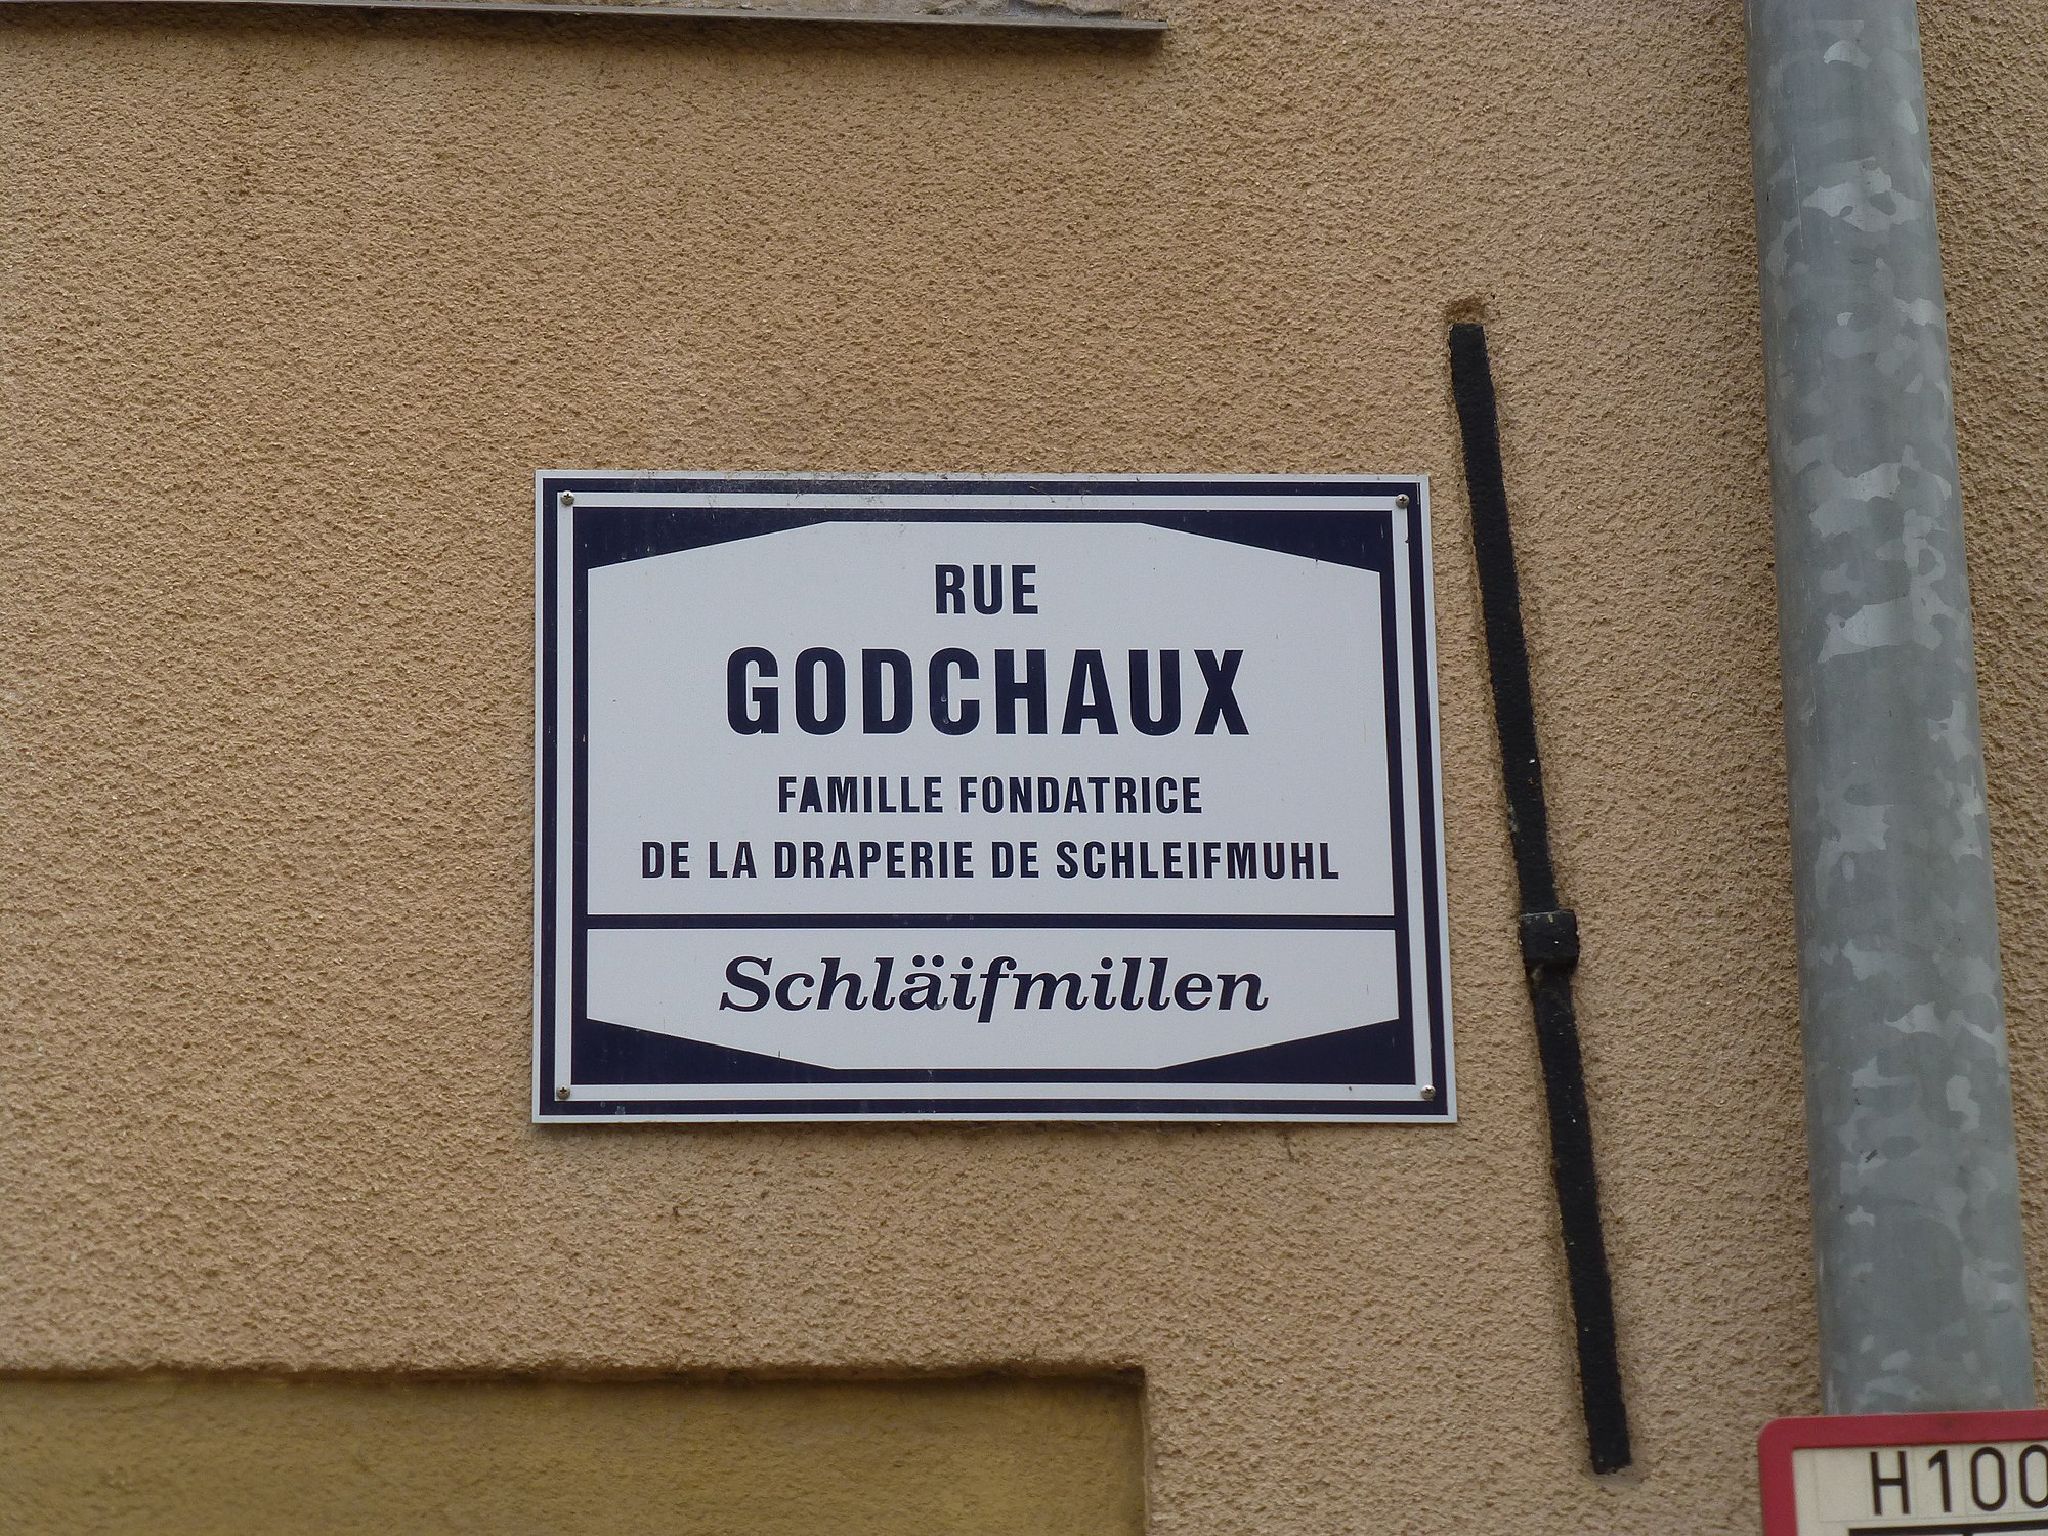 RUE
GODCHAUX
FAMILLE FONDATRICE
DE LA DRAPERIE DE SCHLEIFMUHL
Schläifmillen
H100